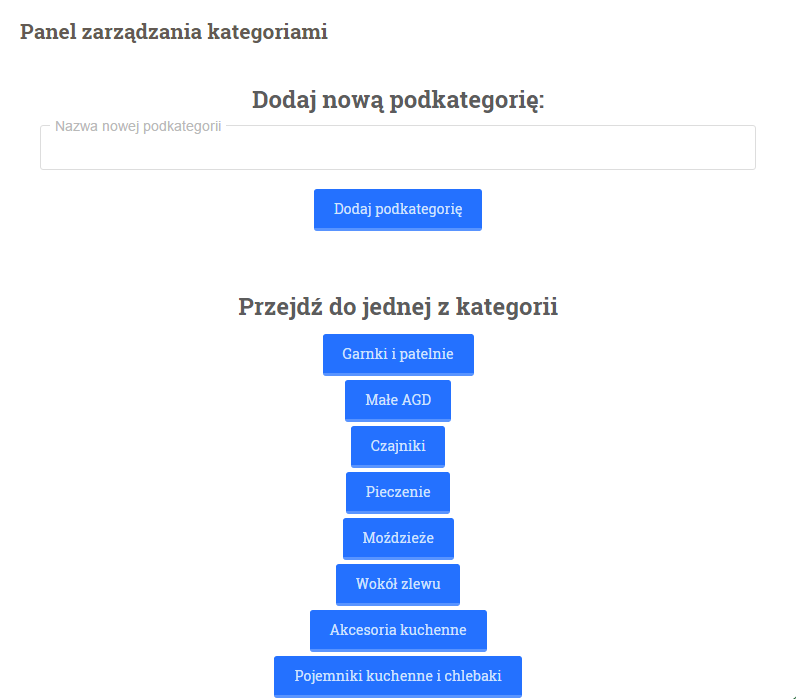 Panel zarządzania kategoriami
Dodaj nową podkategorię:
Nazwa nowej podkategorii
Dodaj podkategorię
Przejdź do jednej z kategorii
Garnki i patelnie
Małe AGD
Czajniki
Pieczenie
Moździeże
Wokół zlewu
Akcesoria kuchenne
Pojemniki kuchenne i chlebaki